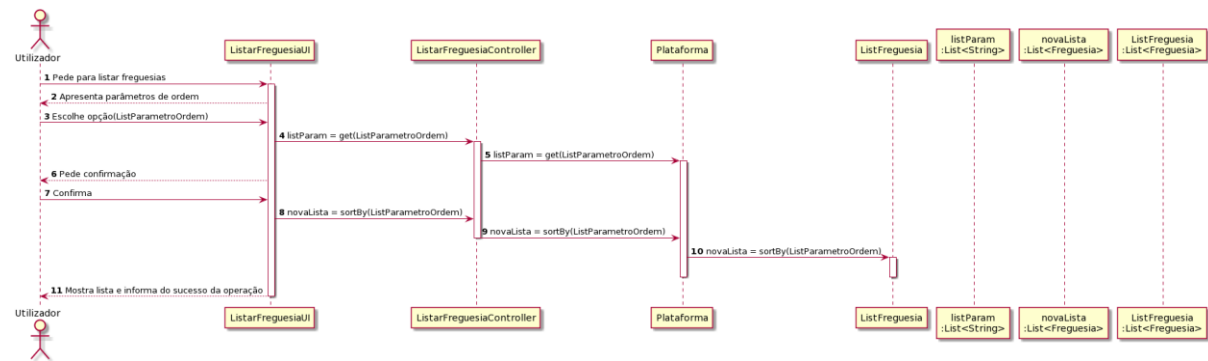 Utilizador
ListarFreguesiaUI
ListarFreguesiaController
Plataforma
ListFreguesia
listParam
:List<String>
novaLista
:List<Freguesia>
ListFreguesia
:List<Freguesia>
1 Pede para listar freguesias
2 Apresenta parâmetros de ordem
3 Escolhe opção(ListParametroOrdem)
4 listParam = get(ListParametroOrdem)
5 listParam = get(ListParametroOrdem)
6 Pede confirmação
7 Confirma
8 novaLista = sortBy(ListParametroOrdem)
9 novaLista = sortBy(ListParametroOrdem)
10 novaLista = sortBy(ListParametroOrdem)
11 Mostra lista e informa do sucesso da operação
Utilizador
ListarFreguesiaUI
ListarFreguesiaController
Plataforma
ListFreguesia
listParam
:List<String>
novaLista
:List<Freguesia>
ListFreguesia
:List<Freguesia>